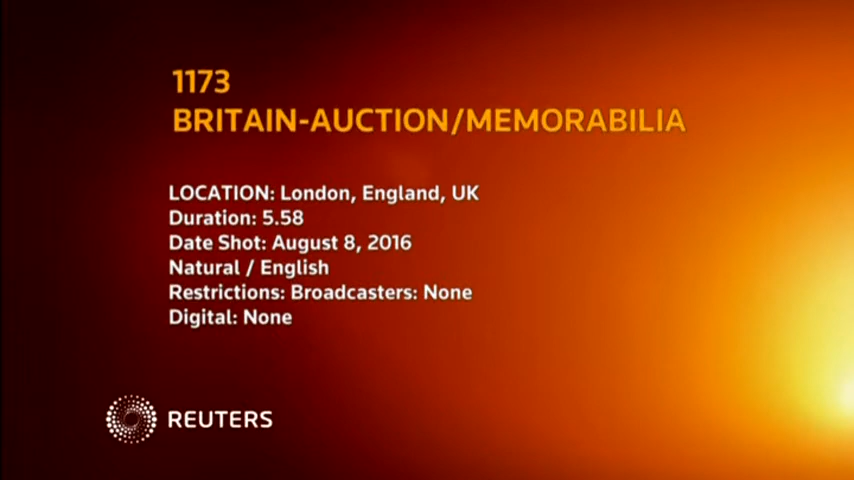 1173
BRITAIN-AUCTION/MEMORABILIA
LOCATION: London, England, UK
Duration: 5.58
Date Shot: August 8, 2016
Natural / English
Restrictions: Broadcasters: None
Digital: None
REUTERS